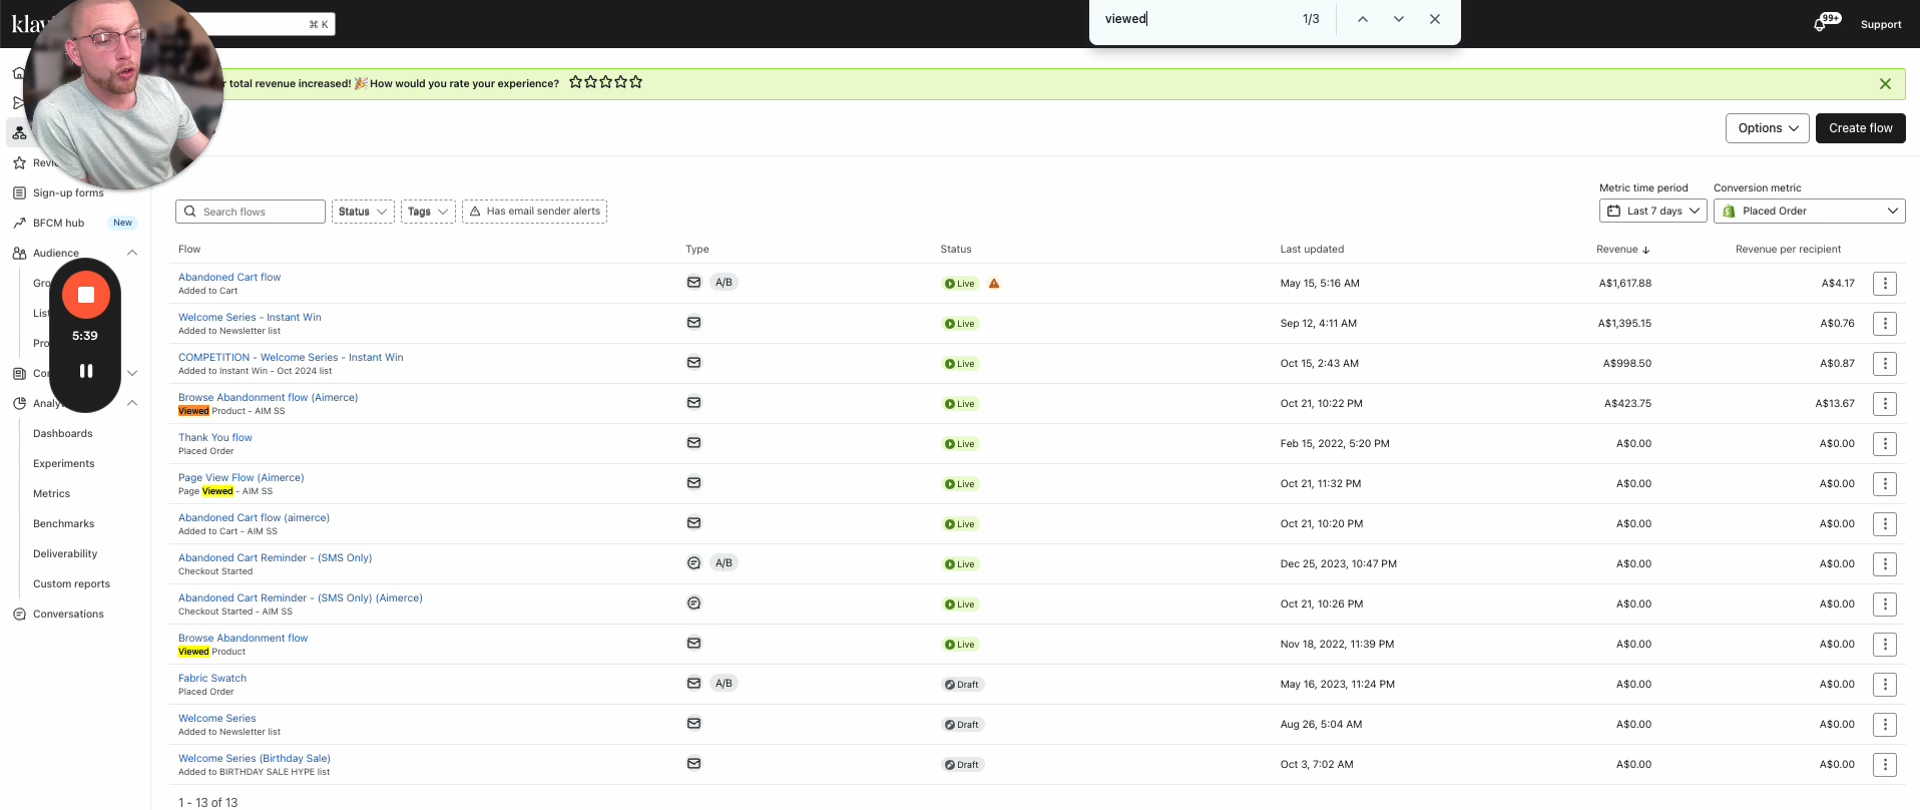 klav
⌘ K
viewed
1/3
99+
Support
total revenue increased! 🎉 How would you rate your experience?
Options
Create flow
Sign-up forms
BFCM hub
New
Audience
5:39
Dashboards
Experiments
Metrics
Benchmarks
Deliverability
Custom reports
Conversations
Metric time period
Conversion metric
Search flows
Status
Tags
Has email sender alerts
Last 7 days
Placed Order
Flow
Type
Status
Last updated
Revenue ↓
Revenue per recipient
Abandoned Cart flow
Added to Cart
A/B
Live
May 15, 5:16 AM
A$1,617.88
A$4.17
Welcome Series - Instant Win
Added to Newsletter list
Live
Sep 12, 4:11 AM
A$1,395.15
A$0.76
COMPETITION - Welcome Series - Instant Win
Added to Instant Win - Oct 2024 list
Live
Oct 15, 2:43 AM
A$998.50
A$0.87
Browse Abandonment flow (Aimerce)
Viewed Product - AIM SS
Live
Oct 21, 10:22 PM
A$423.75
A$13.67
Thank You flow
Placed Order
Live
Feb 15, 2022, 5:20 PM
A$0.00
A$0.00
Page View Flow (Aimerce)
Page Viewed - AIM SS
Live
Oct 21, 11:32 PM
A$0.00
A$0.00
Abandoned Cart flow (aimerce)
Added to Cart - AIM SS
Live
Oct 21, 10:20 PM
A$0.00
A$0.00
Abandoned Cart Reminder - (SMS Only)
Checkout Started
A/B
Live
Dec 25, 2023, 10:47 PM
A$0.00
A$0.00
Abandoned Cart Reminder - (SMS Only) (Aimerce)
Checkout Started - AIM SS
Live
Oct 21, 10:26 PM
A$0.00
A$0.00
Browse Abandonment flow
Viewed Product
Live
Nov 18, 2022, 11:39 PM
A$0.00
A$0.00
Fabric Swatch
Placed Order
A/B
Draft
May 16, 2023, 11:24 PM
A$0.00
A$0.00
Welcome Series
Added to Newsletter list
Draft
Aug 26, 5:04 AM
A$0.00
A$0.00
Welcome Series (Birthday Sale)
Added to BIRTHDAY SALE HYPE list
Draft
Oct 3, 7:02 AM
A$0.00
A$0.00
1 - 13 of 13